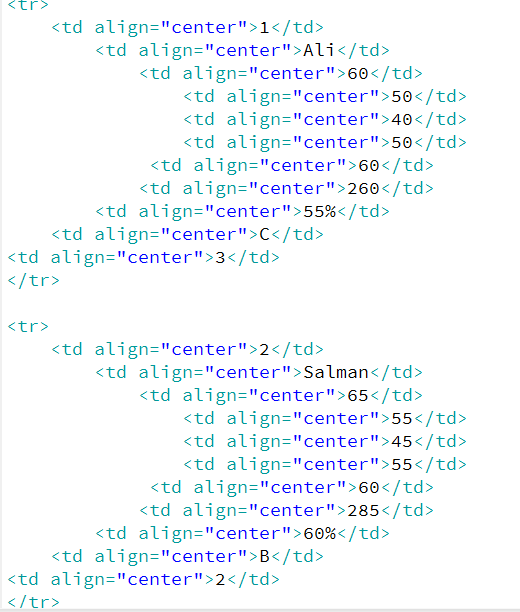 <tr>
<td align="center">1</td>
<td align="center">Ali</td>
<td align="center">60</td>
<td align="center">50</td>
<td align="center">40</td>
<td align="center">50</td>
<td align="center">60</td>
<td align="center">260</td>
<td align="center">55%</td>
<td align="center">C</td>
<td align="center">3</td>
</tr>
<tr>
<td align="center">2</td>
<td align="center">Salman</td>
<td align="center">65</td>
<td align="center">55</td>
<td align="center">45</td>
<td align="center">55</td>
<td align="center">60</td>
<td align="center">285</td>
<td align="center">60%</td>
<td align="center">B</td>
<td align="center">2</td>
</tr>